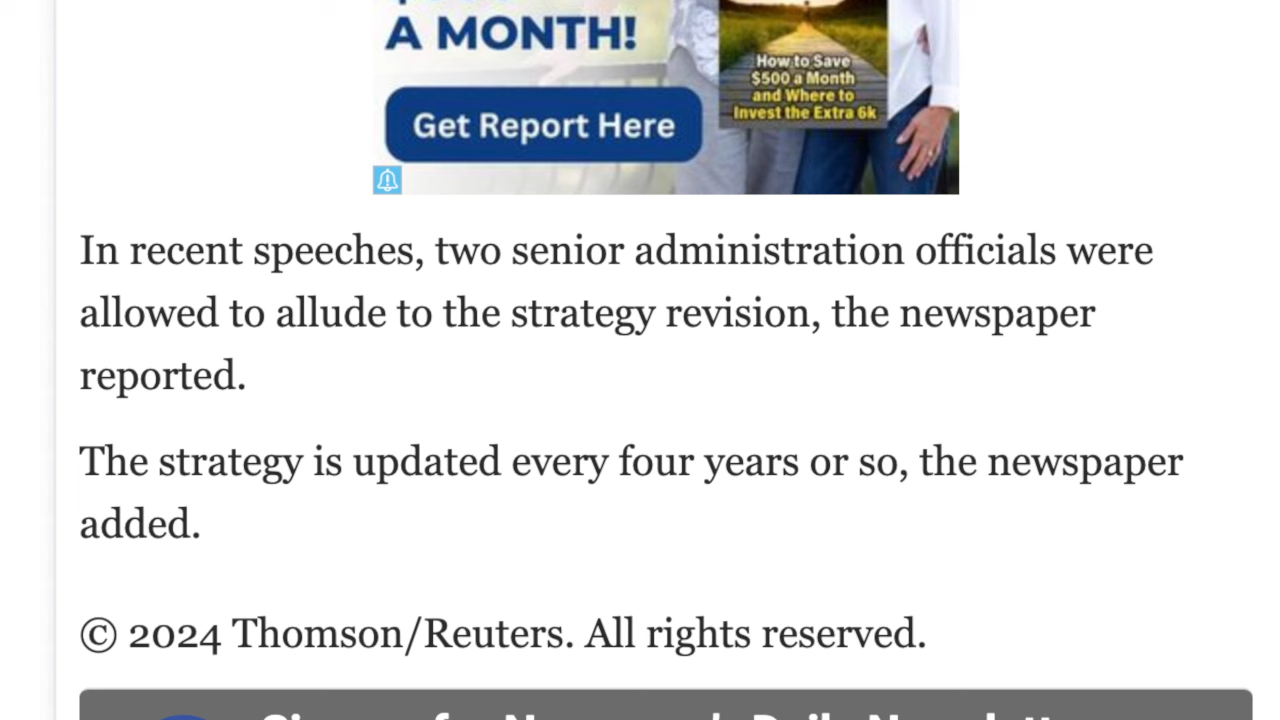 A MONTH!
Get Report Here
How to Save
$500 a Month
and Where to
Invest the Extra 6k
In recent speeches, two senior administration officials were
allowed to allude to the strategy revision, the newspaper
reported.
The strategy is updated every four years or so, the newspaper
added.
© 2024 Thomson/Reuters. All rights reserved.